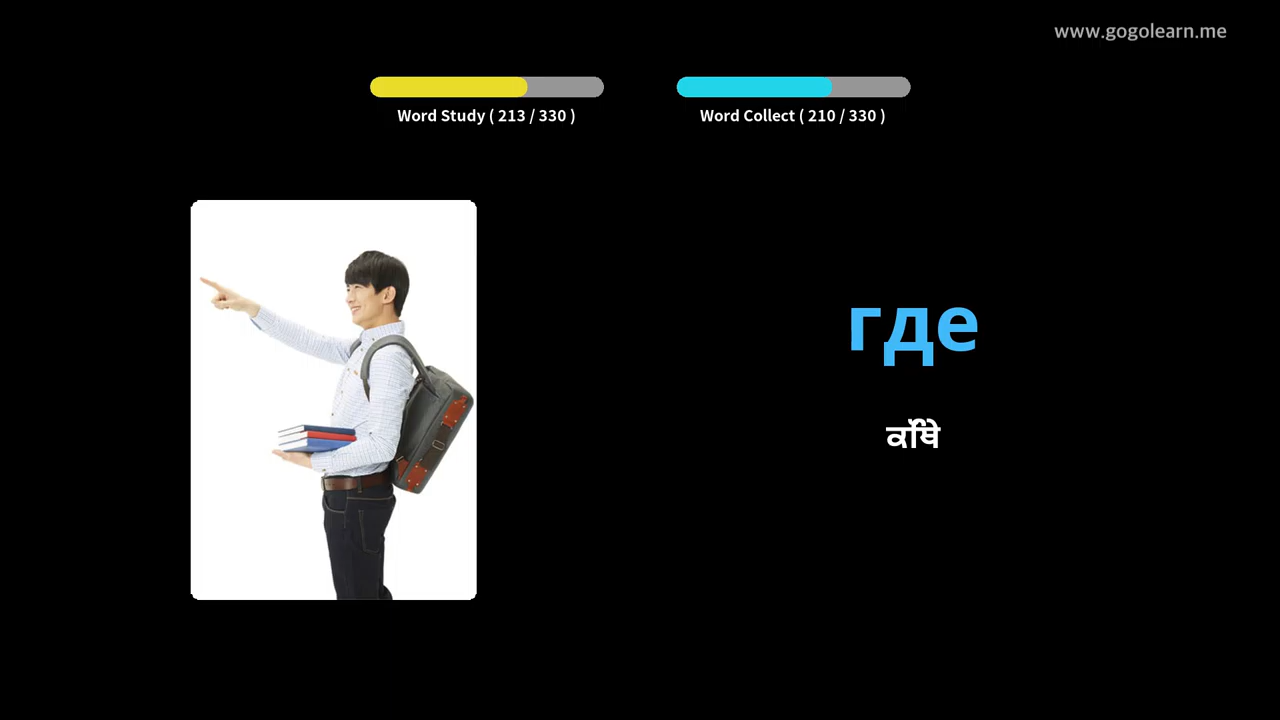 www.gogolearn.me
Word Study ( 213 / 330 )
Word Collect ( 210 / 330 )
где
ਕਿੱਥੇ